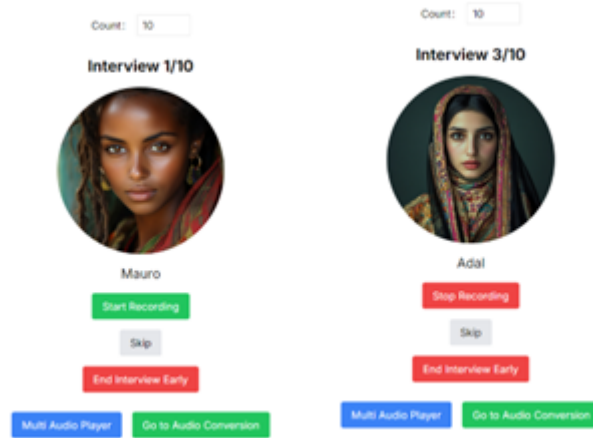 Count: 10
Interview 1/10
Mauro
Start Recording
Skip
End Interview Early
Multi Audio Player
Go to Audio Conversion
Count: 10
Interview 3/10
Adal
Stop Recording
Skip
End Interview Early
Multi Audio Player
Go to Audio Conversion